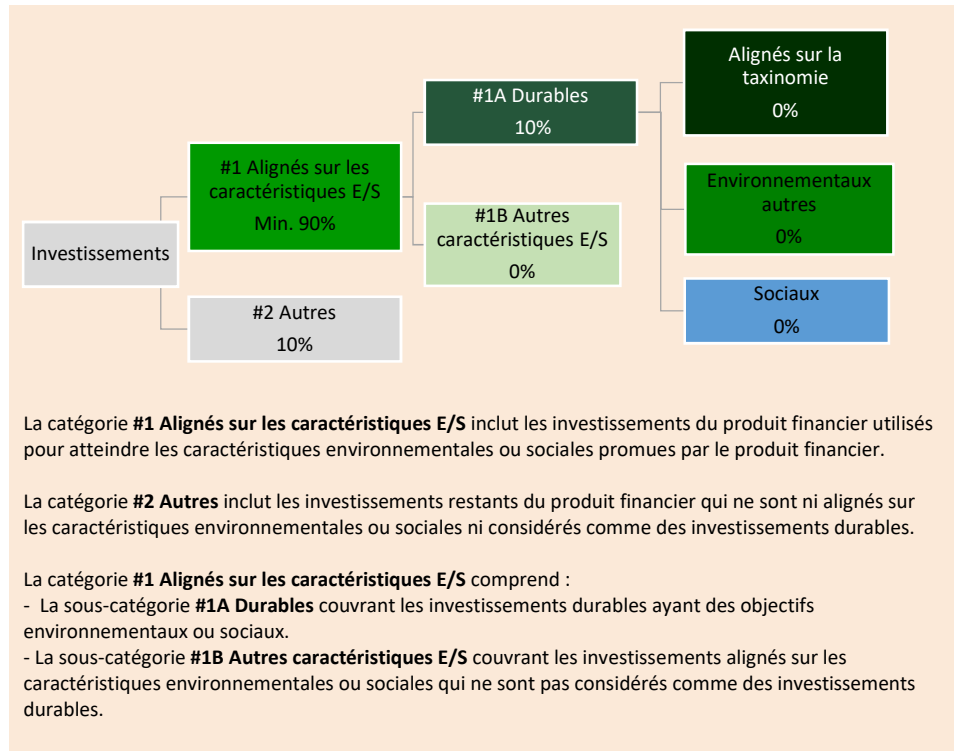 Investissements
#1 Alignés sur les
caractéristiques E/S
Min. 90%
#2 Autres
10%
#1A Durables
10%
#1B Autres
caractéristiques E/S
0%
Alignés sur la
taxinomie
0%
Environnementaux
autres
0%
Sociaux
0%
La catégorie #1 Alignés sur les caractéristiques E/S inclut les investissements du produit financier utilisés
pour atteindre les caractéristiques environnementales ou sociales promues par le produit financier.
La catégorie #2 Autres inclut les investissements restants du produit financier qui ne sont ni alignés sur
les caractéristiques environnementales ou sociales ni considérés comme des investissements durables.
La catégorie #1 Alignés sur les caractéristiques E/S comprend :
- La sous-catégorie #1A Durables couvrant les investissements durables ayant des objectifs
environnementaux ou sociaux.
- La sous-catégorie #1B Autres caractéristiques E/S couvrant les investissements alignés sur les
caractéristiques environnementales ou sociales qui ne sont pas considérés comme des investissements
durables.